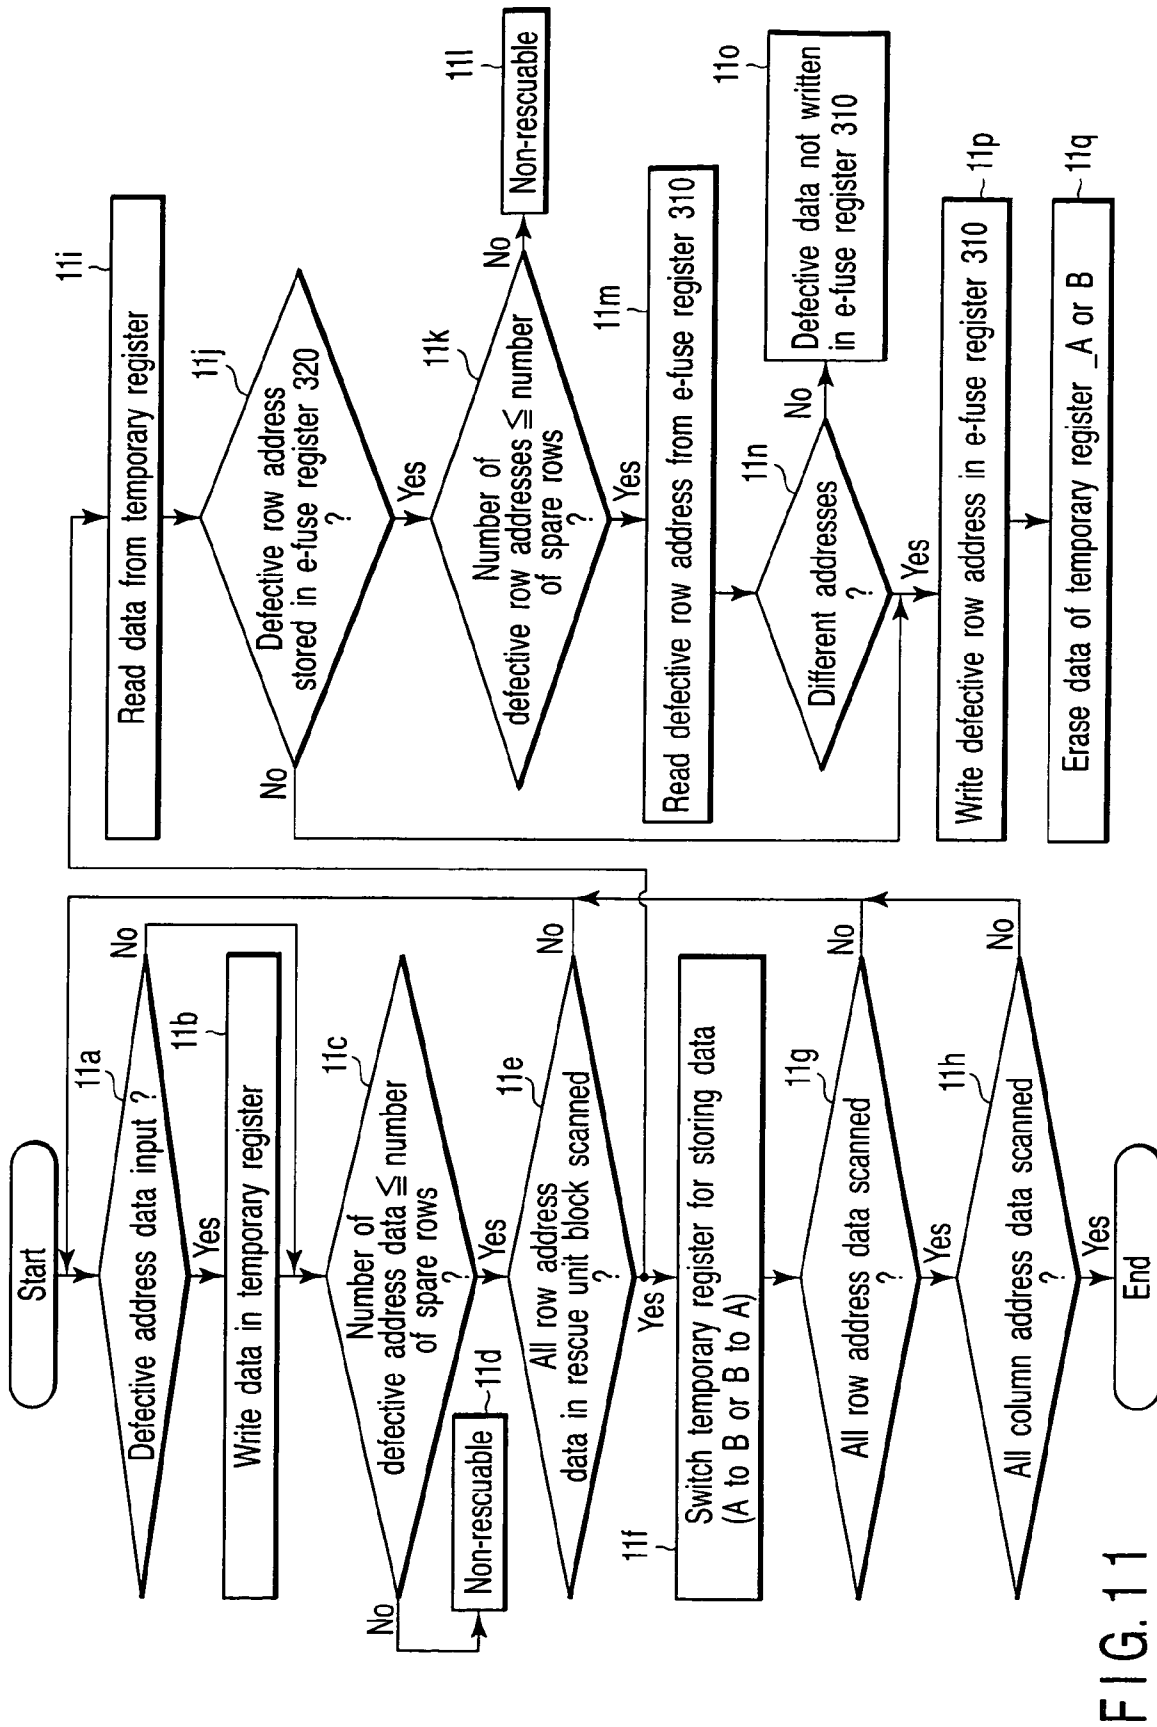 Start
11a
Defective address data input ?
No
Yes
11b
Write data in temporary register
11c
Number of
defective address data ≦ number
of spare rows
?
No
Yes
11d
Non-rescuable
11e
All row address
data in rescue unit block scanned
?
No
Yes
11f
Switch temporary register for storing data
(A to B or B to A)
11g
All row address data scanned
?
No
Yes
11h
All column address data scanned
?
No
Yes
End
11i
Read data from temporary register
11j
Defective row address
stored in e-fuse register 320
?
No
Yes
11k
Number of
defective row addresses ≦ number
of spare rows
?
No
Yes
11l
Non-rescuable
11m
Read defective row address from e-fuse register 310
11n
Different addresses
?
No
Yes
11o
Defective data not written
in e-fuse register 310
11p
Write defective row address in e-fuse register 310
11q
Erase data of temporary register _A or B
FIG. 11